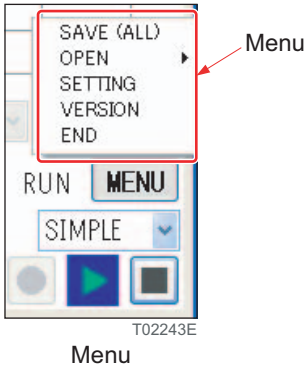 SAVE (ALL)
Menu
OPEN
SETTING
VERSION
END
RUN MENU
SIMPLE
T02243E
Menu